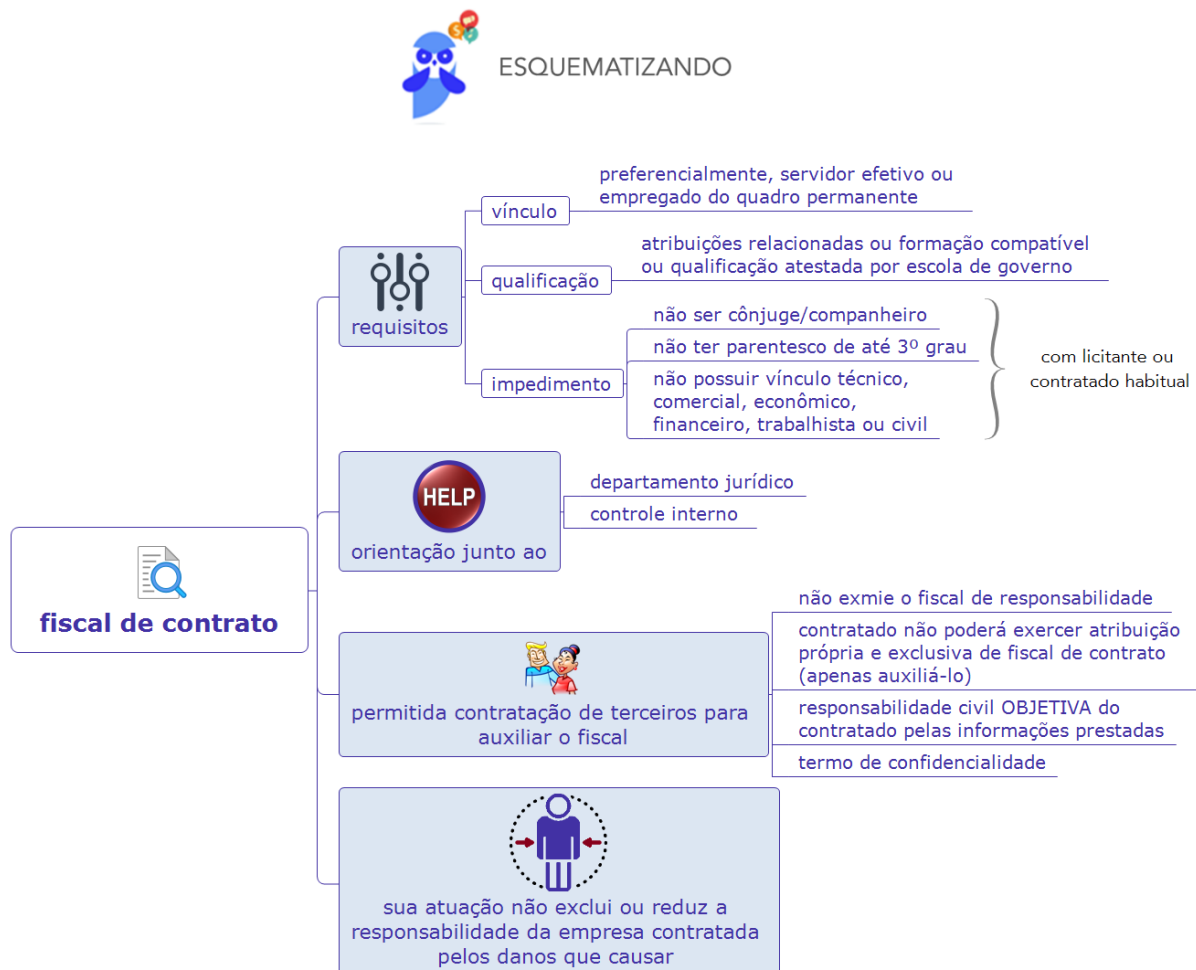 ESQUEMATIZANDO
fiscal de contrato
requisitos
vínculo
preferencialmente, servidor efetivo ou
empregado do quadro permanente
qualificação
atribuições relacionadas ou formação compatível
ou qualificação atestada por escola de governo
impedimento
não ser cônjuge/companheiro
não ter parentesco de até 3º grau
não possuir vínculo técnico,
comercial, econômico,
financeiro, trabalhista ou civil
com licitante ou
contratado habitual
HELP
orientação junto ao
departamento jurídico
controle interno
permitida contratação de terceiros para
auxiliar o fiscal
não exmie o fiscal de responsabilidade
contratado não poderá exercer atribuição
própria e exclusiva de fiscal de contrato
(apenas auxiliá-lo)
responsabilidade civil OBJETIVA do
contratado pelas informações prestadas
termo de confidencialidade
sua atuação não exclui ou reduz a
responsabilidade da empresa contratada
pelos danos que causar